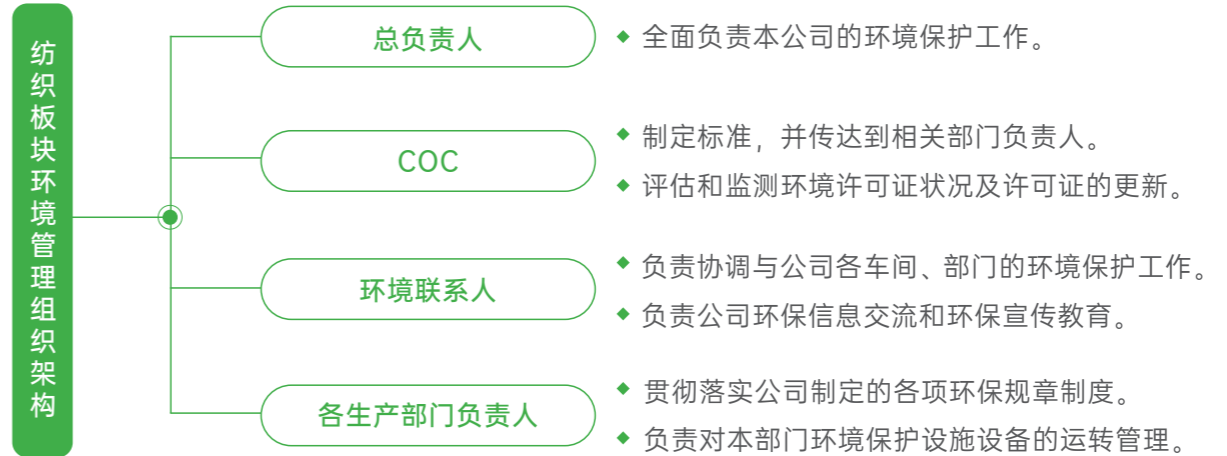 纺织板块环境管理组织架构
总负责人
◆ 全面负责本公司的环境保护工作。
COC
◆ 制定标准，并传达到相关部门负责人。
◆ 评估和监测环境许可证状况及许可证的更新。
环境联系人
◆ 负责协调与公司各车间、部门的环境保护工作。
◆ 负责公司环保信息交流和环保宣传教育。
各生产部门负责人
◆ 贯彻落实公司制定的各项环保规章制度。
◆ 负责对本部门环境保护设施设备的运转管理。